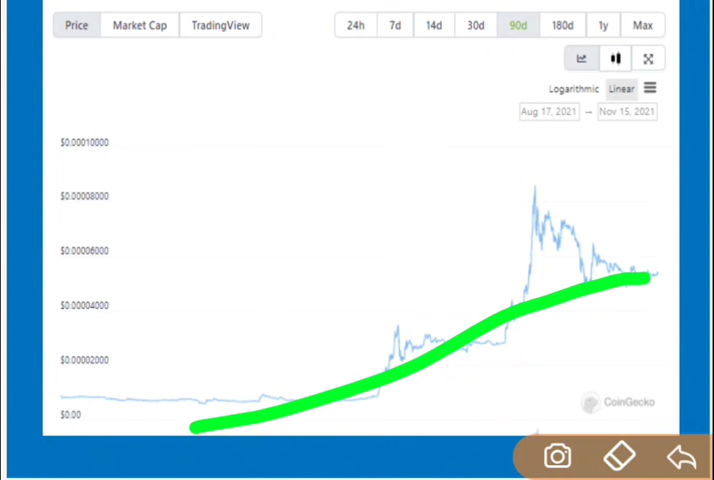 Price Market Cap TradingView 24h 7d 14d 30d 90d 180d 1y Max
Logarithmic Linear
Aug 17, 2021 → Nov 15, 2021
$0.00010000
$0.00008000
$0.00006000
$0.00004000
$0.00002000
$0.00
CoinGecko